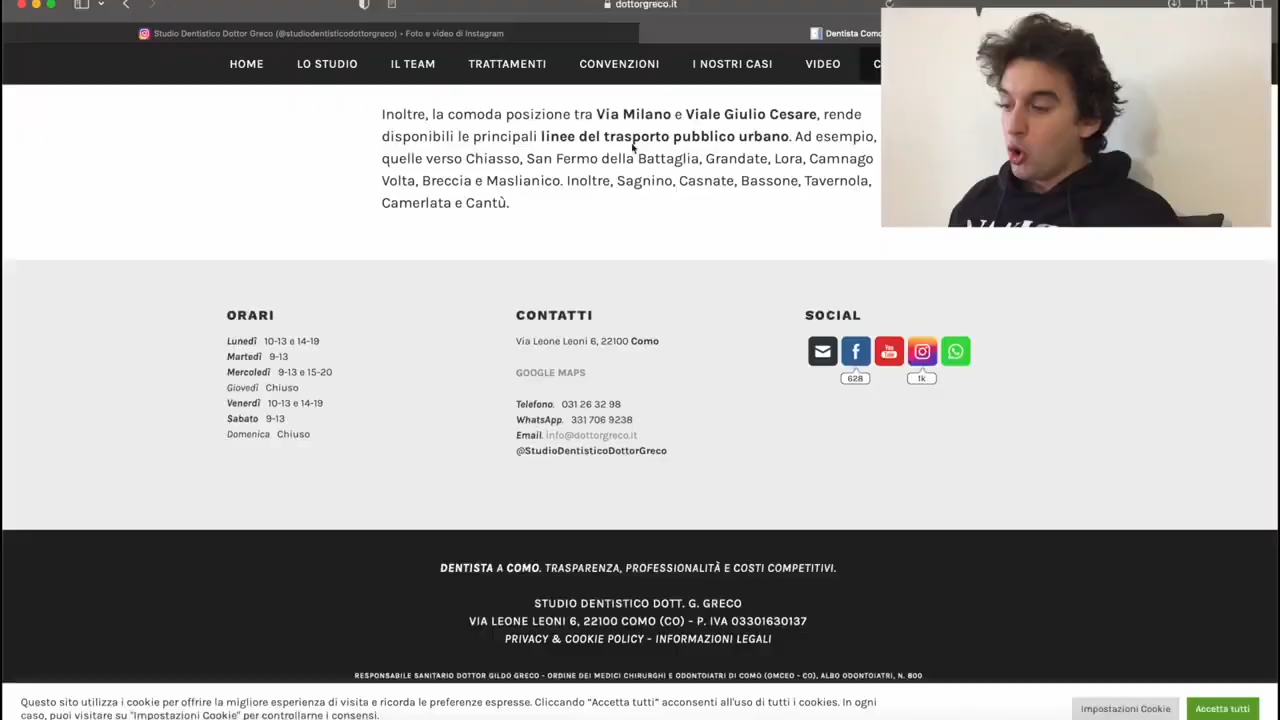 dottorgreco.it
Studio Dentistico Dottor Greco (@studiodentisticodottorgreco) • Foto e video di Instagram
Dentista Como
HOME LO STUDIO IL TEAM TRATTAMENTI CONVENZIONI I NOSTRI CASI VIDEO C
Inoltre, la comoda posizione tra Via Milano e Viale Giulio Cesare, rende
disponibili le principali linee del trasporto pubblico urbano. Ad esempio,
quelle verso Chiasso, San Fermo della Battaglia, Grandate, Lora, Camnago
Volta, Breccia e Maslianico. Inoltre, Sagnino, Casnate, Bassone, Tavernola,
Camerlata e Cantù.
ORARI
Lunedì 10-13 e 14-19
Martedì 9-13
Mercoledì 9-13 e 15-20
Giovedì Chiuso
Venerdì 10-13 e 14-19
Sabato 9-13
Domenica Chiuso
CONTATTI
Via Leone Leoni 6, 22100 Como
GOOGLE MAPS
Telefono. 031 26 32 98
WhatsApp. 331 706 9238
Email. info@dottorgreco.it
@StudioDentisticoDottorGreco
SOCIAL
You Tube
628 1k
DENTISTA A COMO. TRASPARENZA, PROFESSIONALITÀ E COSTI COMPETITIVI.
STUDIO DENTISTICO DOTT. G. GRECO
VIA LEONE LEONI 6, 22100 COMO (CO) - P. IVA 03301630137
PRIVACY & COOKIE POLICY - INFORMAZIONI LEGALI
RESPONSABILE SANITARIO DOTTOR GILDO GRECO - ORDINE DEI MEDICI CHIRURGHI E ODONTOIATRI DI COMO (OMCEO - CO), ALBO ODONTOIATRI, N. 800
Questo sito utilizza i cookie per offrire la migliore esperienza di visita e ricorda le preferenze espresse. Cliccando “Accetta tutti” acconsenti all'uso di tutti i cookies. In ogni
caso, puoi visitare su "Impostazioni Cookie" per controllarne i consensi.
Impostazioni Cookie Accetta tutti